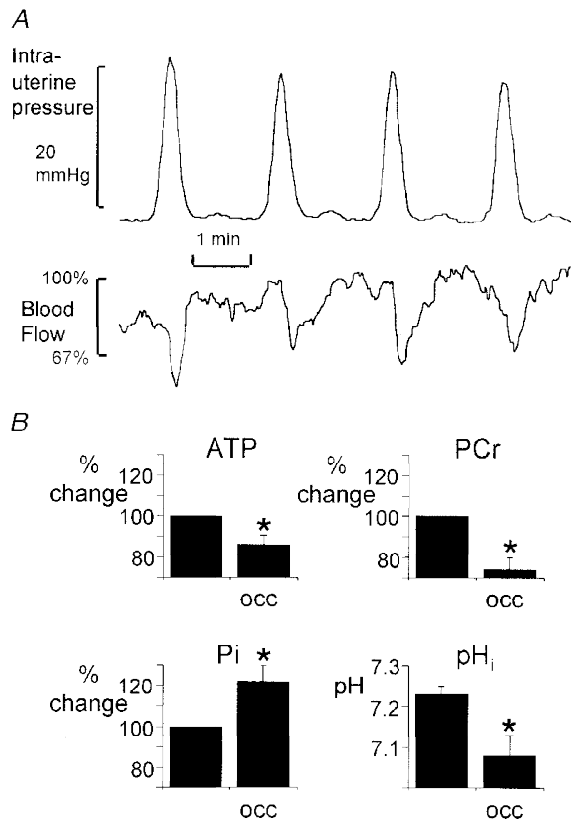 A
Intra-
uterine
pressure
20
mmHg
1 min
100%
Blood
Flow
67%
B
ATP
%
change
120
100
80
*
occ
PCr
%
change
120
100
80
*
occ
Pi
%
change
120
100
80
*
occ
pHi
pH
7.3
7.2
7.1
*
occ